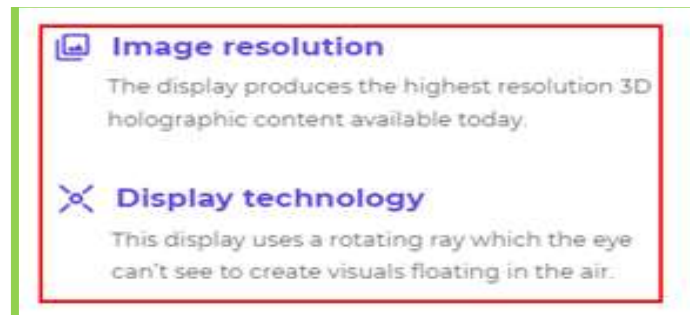 Image resolution
The display produces the highest resolution 3D
holographic content available today.
Display technology
This display uses a rotating ray which the eye
can't see to create visuals floating in the air.